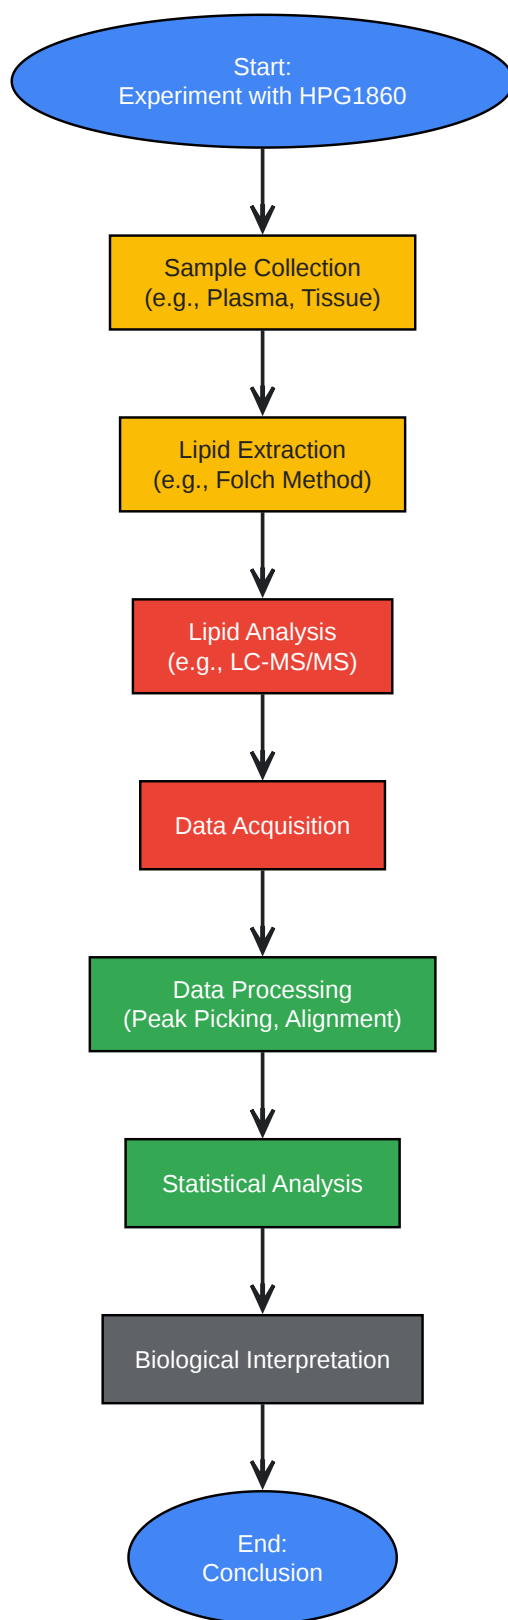 Start:
Experiment with HPG1860
Sample Collection
(e.g., Plasma, Tissue)
Lipid Extraction
(e.g., Folch Method)
Lipid Analysis
(e.g., LC-MS/MS)
Data Acquisition
Data Processing
(Peak Picking, Alignment)
Statistical Analysis
Biological Interpretation
End:
Conclusion